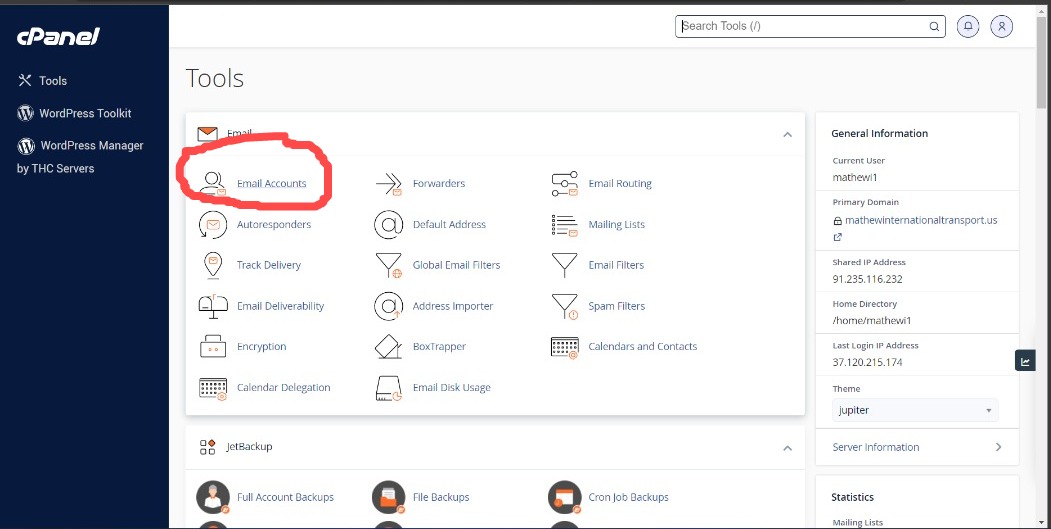 cPanel
Tools
WordPress Toolkit
WordPress Manager
by THC Servers
Search Tools (/)
Tools
Email
Email Accounts
Forwarders
Email Routing
Autoresponders
Default Address
Mailing Lists
Track Delivery
Global Email Filters
Email Filters
Email Deliverability
Address Importer
Spam Filters
Encryption
BoxTrapper
Calendars and Contacts
Calendar Delegation
Email Disk Usage
JetBackup
Full Account Backups
File Backups
Cron Job Backups
General Information
Current User
mathewi1
Primary Domain
mathewinternationaltransport.us
Shared IP Address
91.235.116.232
Home Directory
/home/mathewi1
Last Login IP Address
37.120.215.174
Theme
jupiter
Server Information
Statistics
Mailing Lists